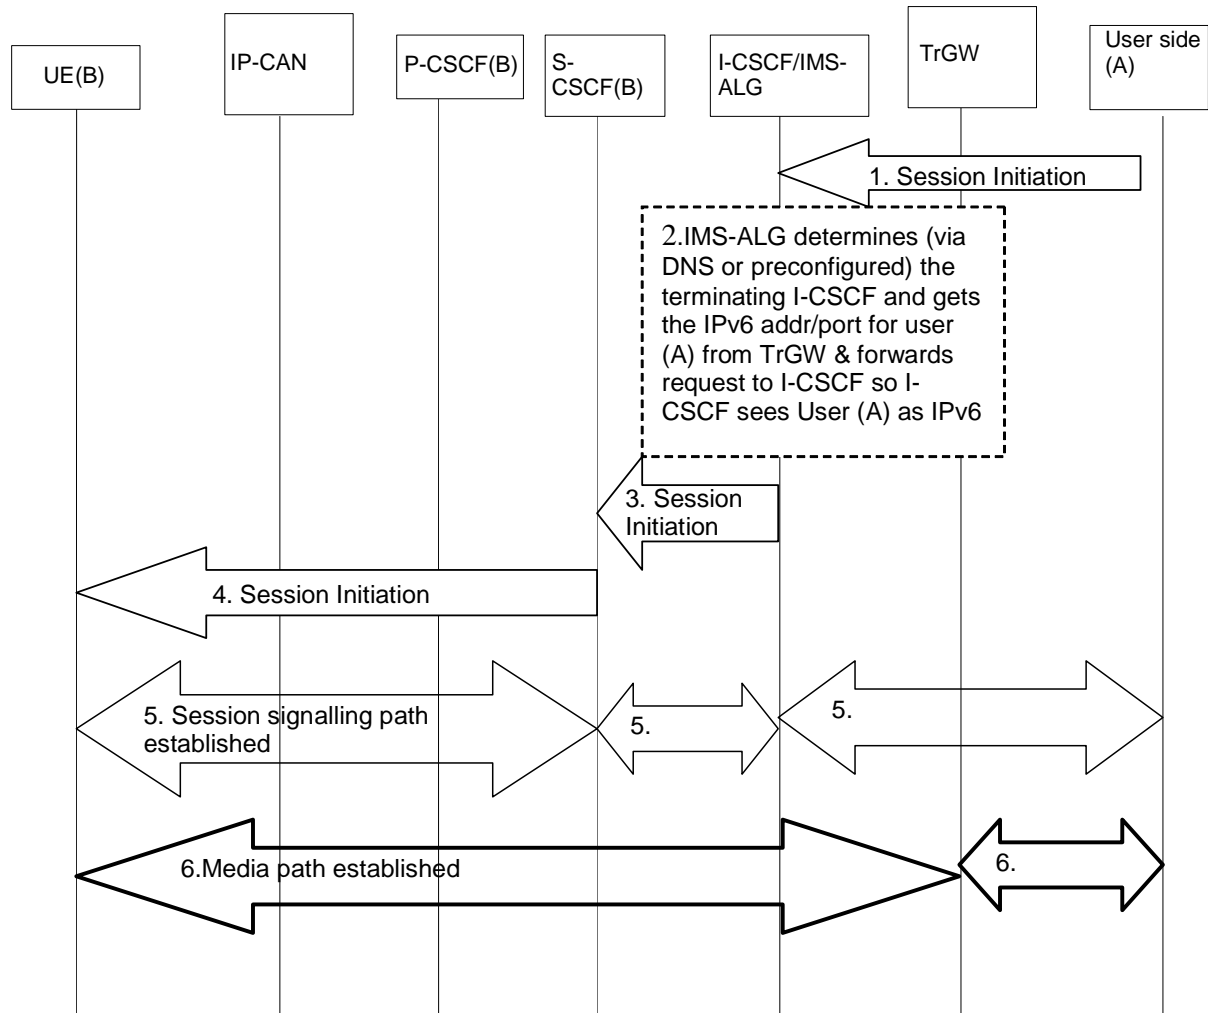 UE(B)
IP-CAN
P-CSCF(B)
S-
CSCF(B)
I-CSCF/IMS-
ALG
TrGW
User side
(A)
1. Session Initiation
2.IMS-ALG determines (via
DNS or preconfigured) the
terminating I-CSCF and gets
the IPv6 addr/port for user
(A) from TrGW & forwards
request to I-CSCF so I-
CSCF sees User (A) as IPv6
3. Session
Initiation
4. Session Initiation
5. Session signalling path
established
5.
5.
6.Media path established
6.